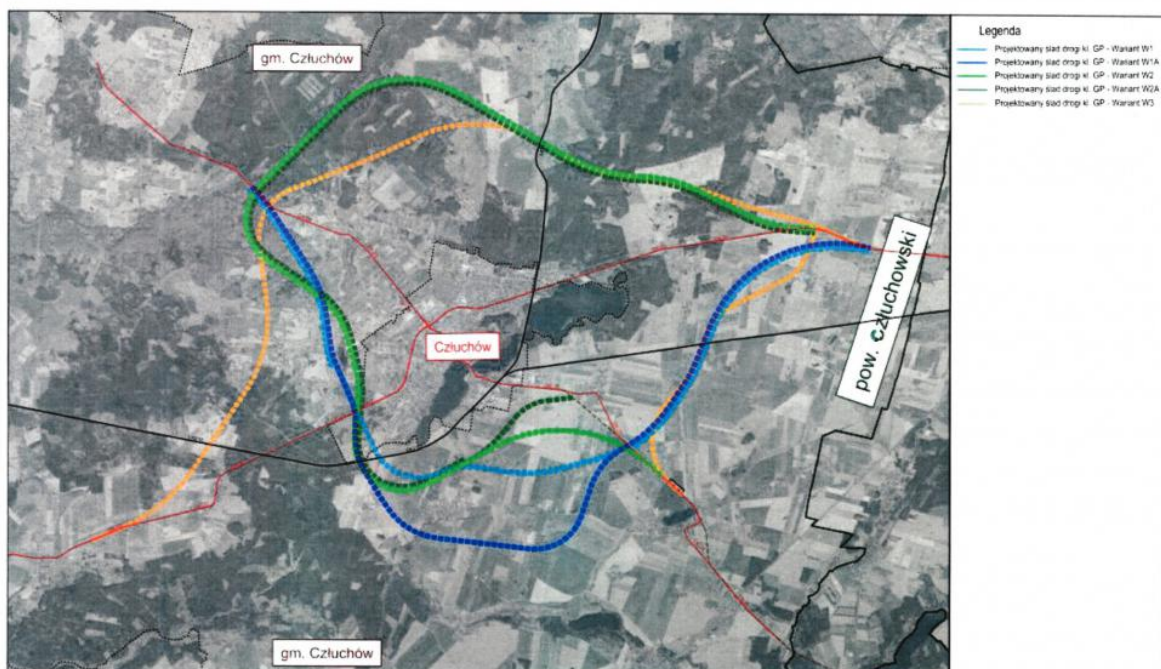 gm. Człuchów
Legenda
Projektowany ślad drogi kl. GP - Wariant W1
Projektowany ślad drogi kl. GP - Wariant W1A
Projektowany ślad drogi kl. GP - Wariant W2
Projektowany ślad drogi kl. GP - Wariant W2A
Projektowany ślad drogi kl. GP - Wariant W3
pow. człuchowski
Człuchów
gm. Człuchów